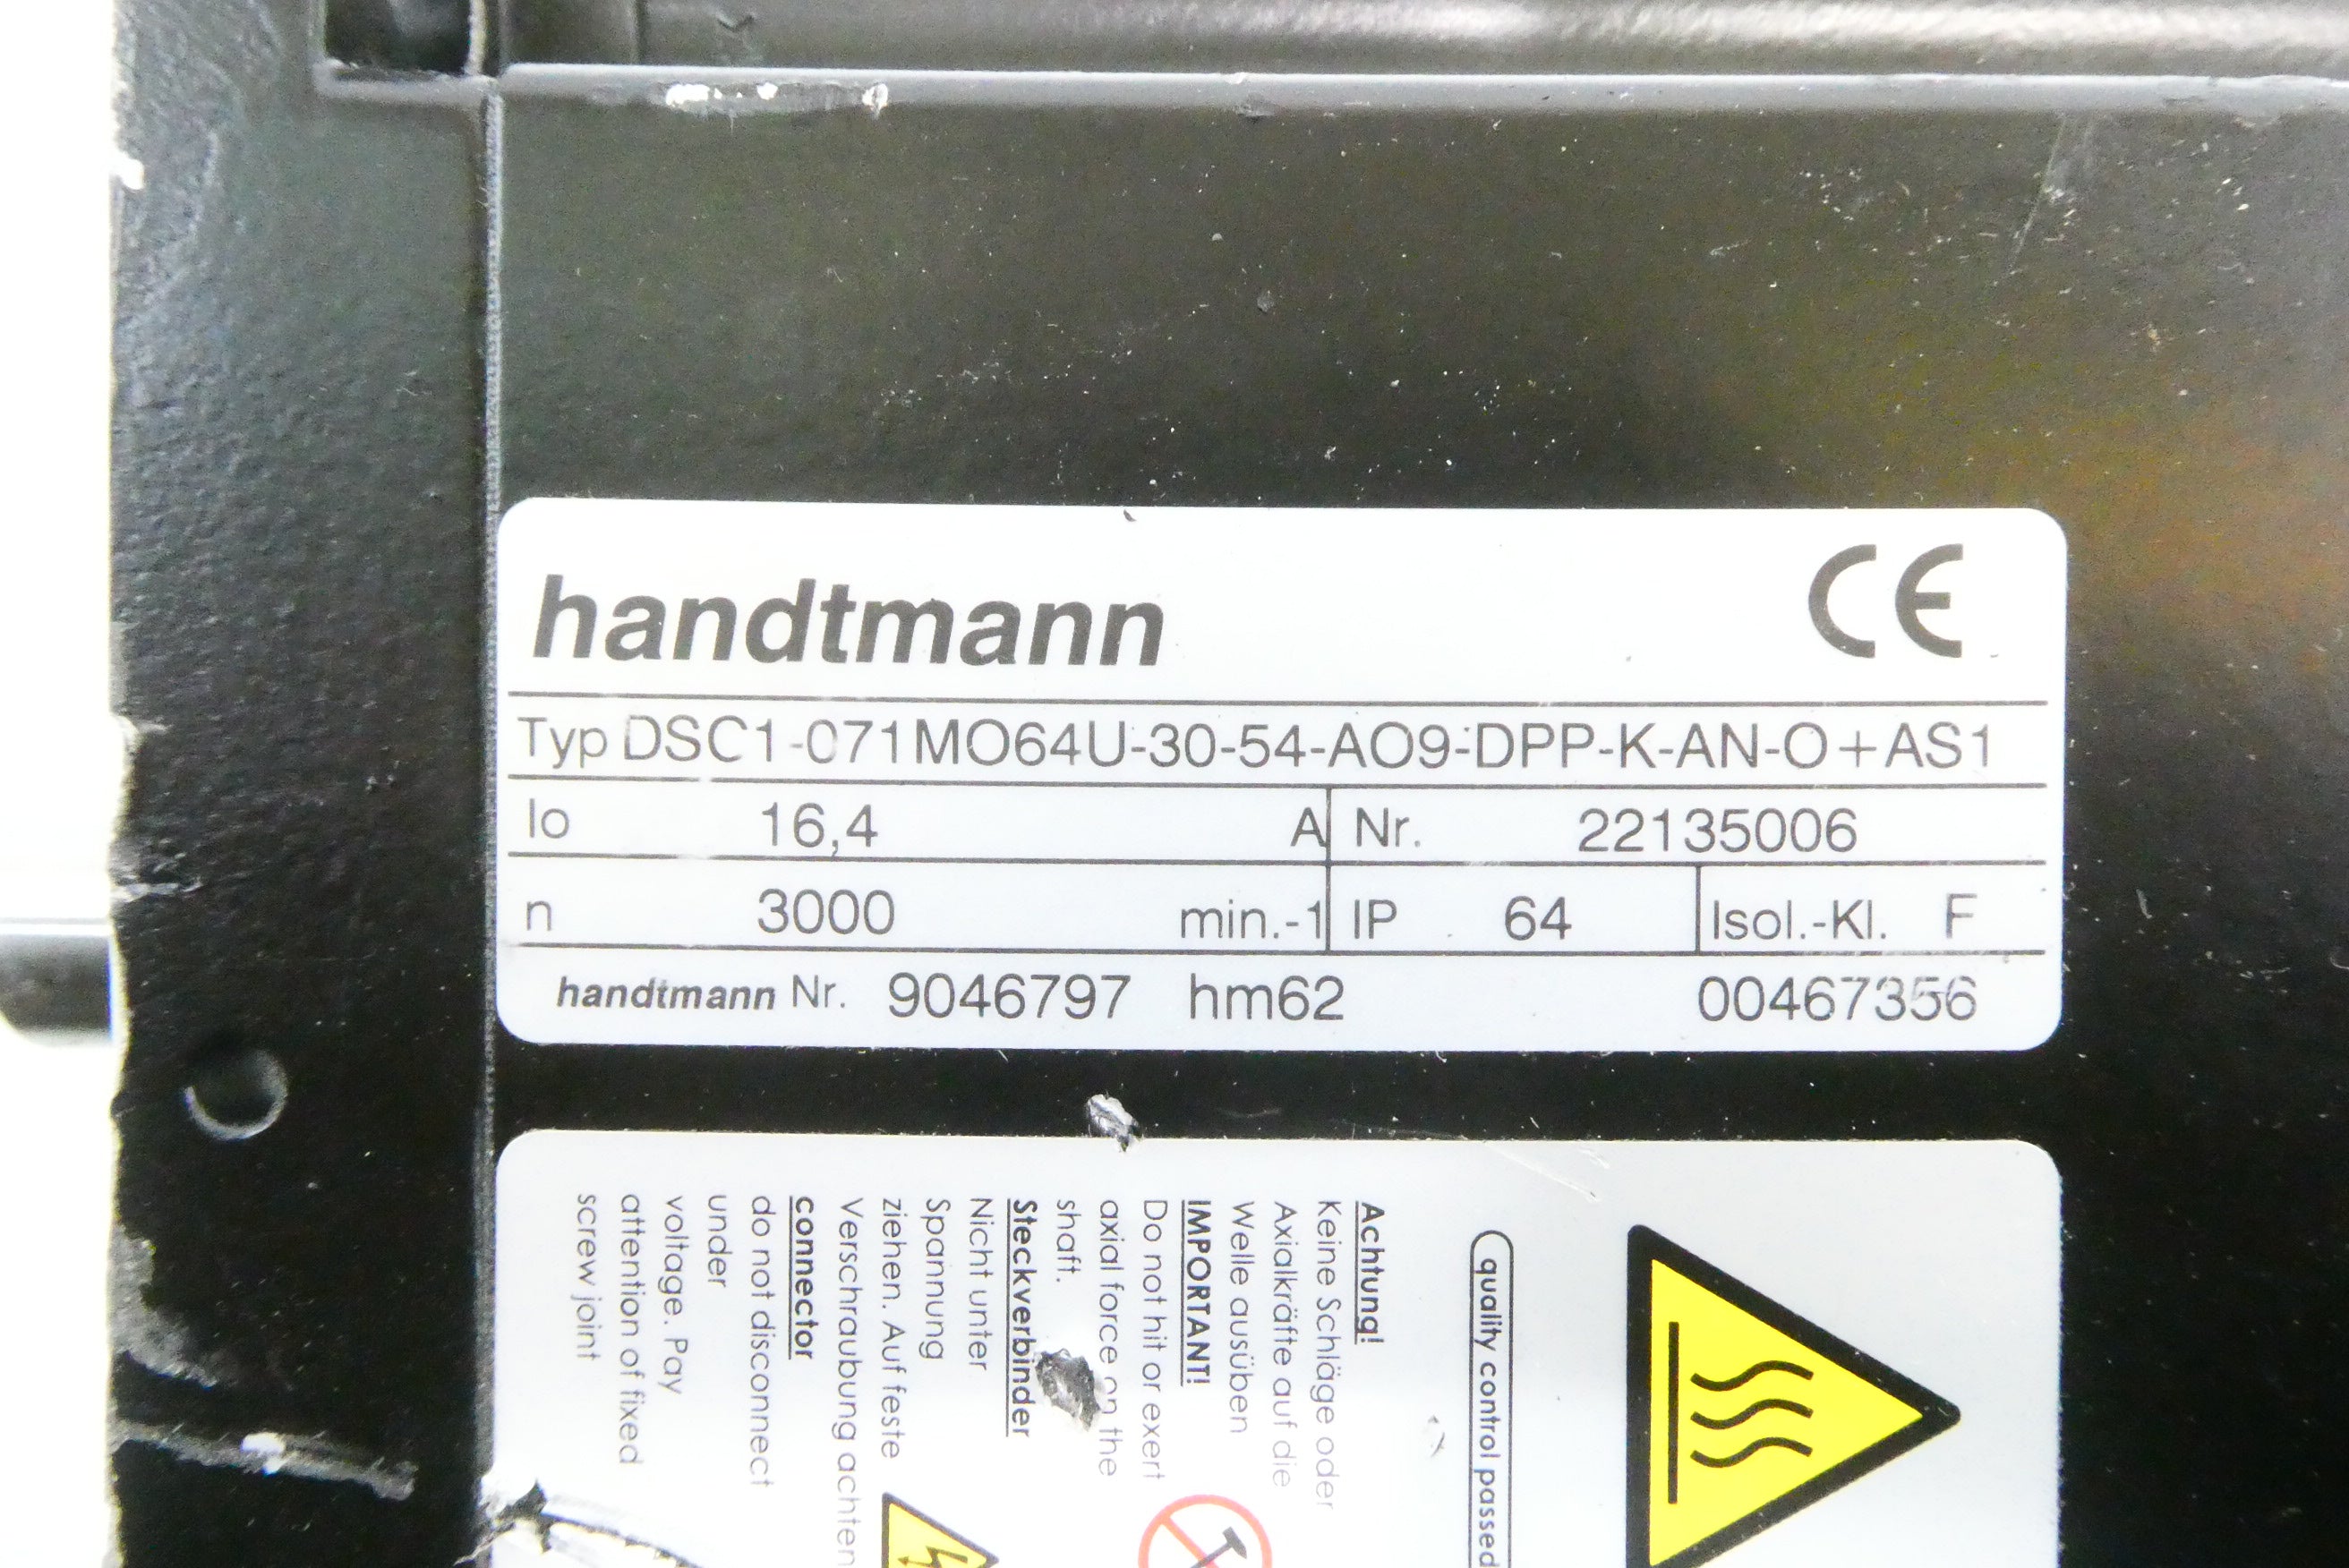 handtmann CE
Typ DSC1-071MO64U-30-54-AO9-DPP-K-AN-O+AS1
Io 16,4 A Nr. 22135006
n 3000 min.-1 IP 64 Isol.-Kl. F
handtmann Nr. 9046797 hm62 00467356
quality control passed
Achtung!
Keine Schläge oder
Axialkräfte auf die
Welle ausüben
IMPORTANT!
Do not hit or exert
axial force on the
shaft.
Steckverbinder
Nicht unter
Spannung
ziehen. Auf feste
Verschraubung achten
connector
do not disconnect
under
voltage. Pay
attention of fixed
screw joint